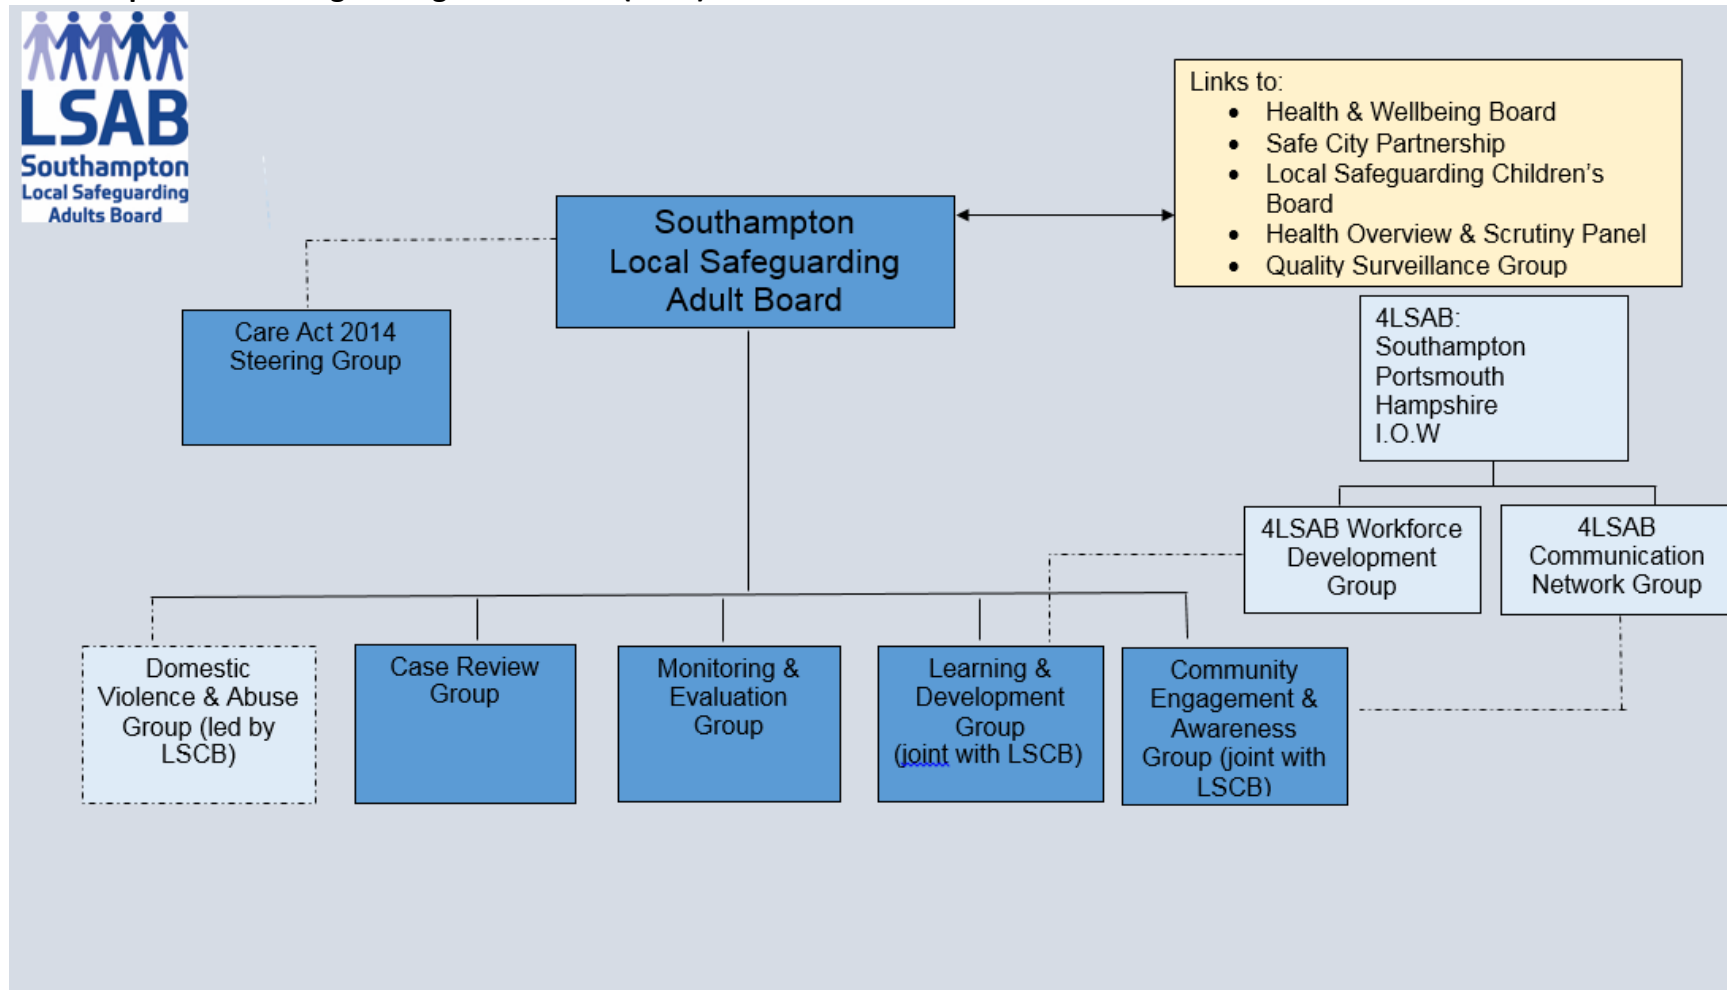 LSAB
Southampton
Local Safeguarding
Adults Board
Links to:
• Health & Wellbeing Board
• Safe City Partnership
• Local Safeguarding Children's
Board
• Health Overview & Scrutiny Panel
• Quality Surveillance Group
Southampton
Local Safeguarding
Adult Board
Care Act 2014
Steering Group
4LSAB:
Southampton
Portsmouth
Hampshire
I.O.W
4LSAB Workforce
Development
Group
4LSAB
Communication
Network Group
Domestic
Violence & Abuse
Group (led by
LSCB)
Case Review
Group
Monitoring &
Evaluation
Group
Learning &
Development
Group
(joint with LSCB)
Community
Engagement &
Awareness
Group (joint with
LSCB)